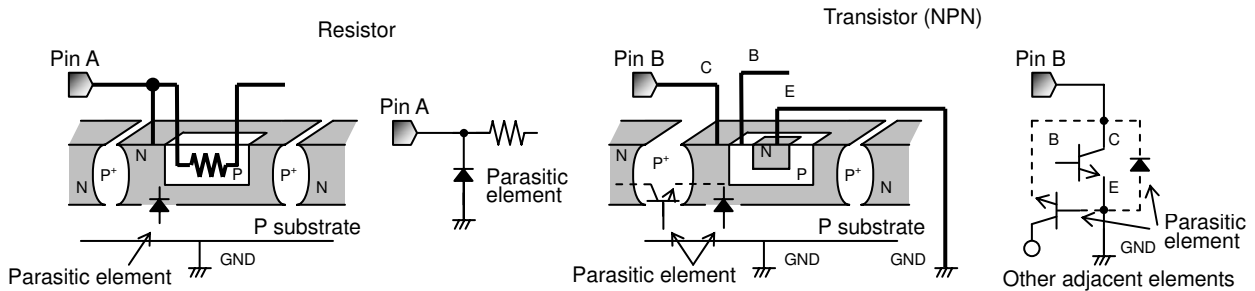 Resistor
Transistor (NPN)
Pin A
Pin A
N
P
N
P+
P+
N
Parasitic
element
P substrate
GND
Parasitic element
Pin B
C
B
E
N
N
P
N
P+
P+
N
P substrate
GND
GND
Parasitic element
Pin B
B
C
E
Parasitic
element
GND
Other adjacent elements